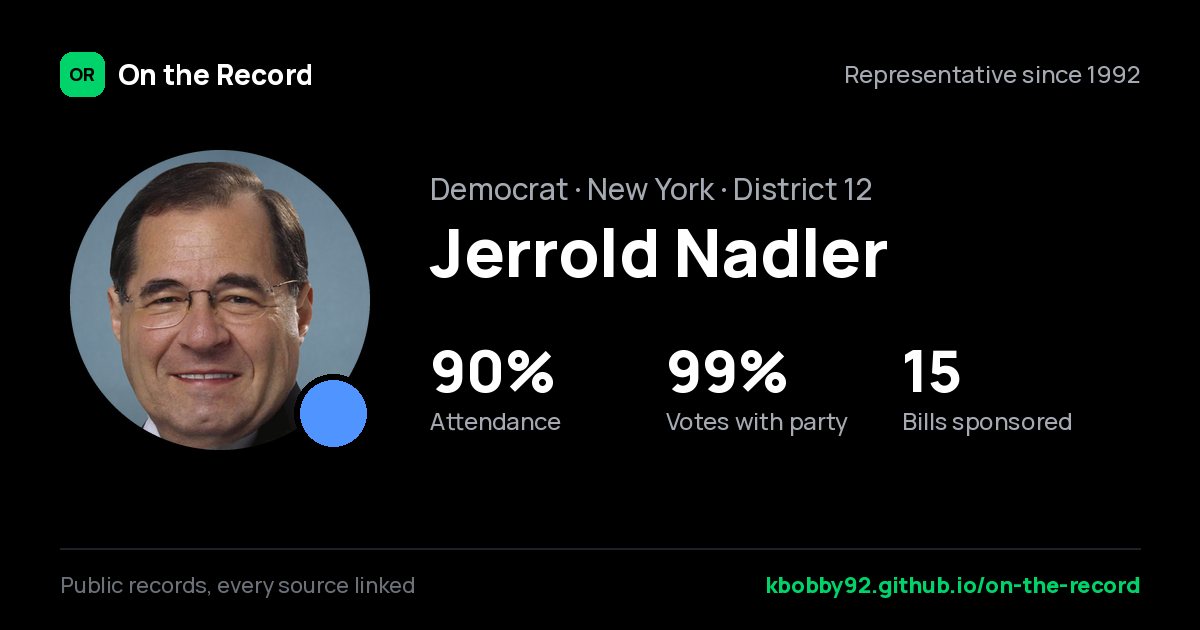 OR On the Record
Representative since 1992
Democrat · New York · District 12
Jerrold Nadler
90% 99% 15
Attendance Votes with party Bills sponsored
Public records, every source linked
kbobby92.github.io/on-the-record